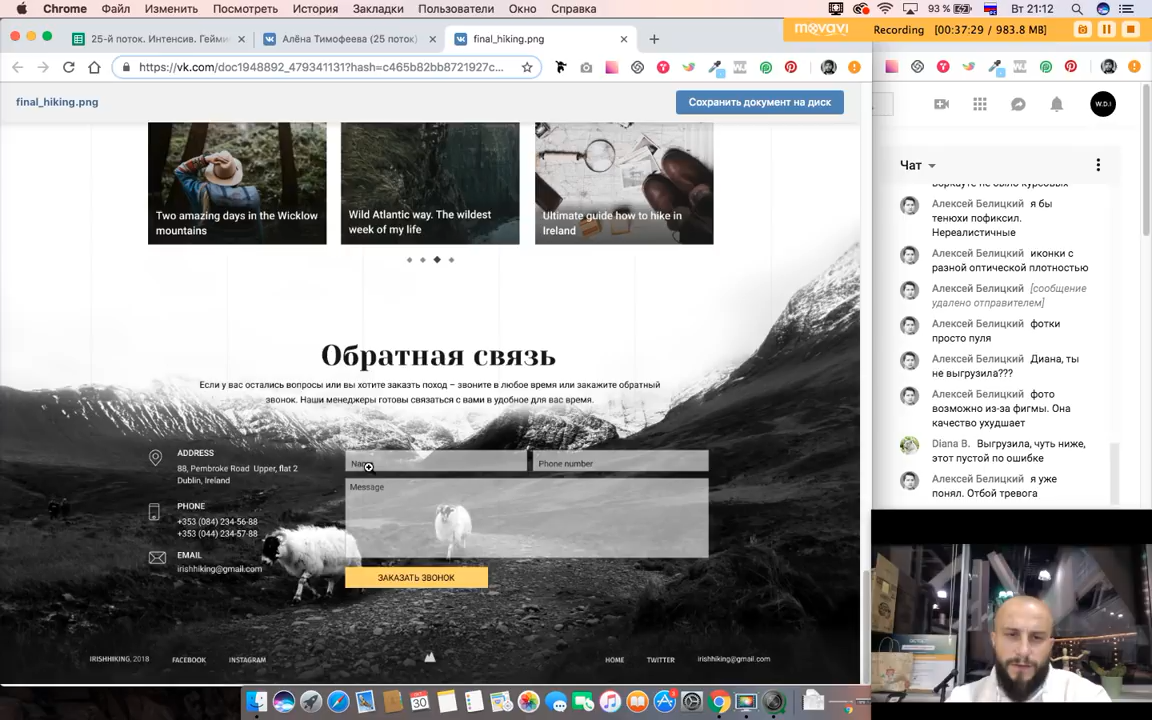 Chrome Файл Изменить Посмотреть История Закладки Пользователи Окно Справка 93 % Вт 21:12
25-й поток. Интенсив. Гейми
Алёна Тимофеева (25 поток)
final_hiking.png
movavi Recording 00:37:29 / 983.8 MB)
https://vk.com/doc1948892_479341131?hash=c465b82bb8721927c...
final_hiking.png
Сохранить документ на диск
W.D.I
Two amazing days in the Wicklow
mountains
Wild Atlantic way. The wildest
week of my life
Ultimate guide how to hike in
Ireland
Обратная связь
Если у вас остались вопросы или вы хотите заказть поход – звоните в любое время или закажите обратный
звонок. Наши менеджеры готовы связаться с вами в удобное для вас время.
ADDRESS
88, Pembroke Road Upper, flat 2
Dublin, Ireland
PHONE
+353 (084) 234-56-88
+353 (044) 234-57-88
EMAIL
irishhiking@gmail.com
Phone number
Message
ЗАКАЗАТЬ ЗВОНОК
IRISHHIKING, 2018 FACEBOOK INSTAGRAM HOME TWITTER irishhiking@gmail.com
Чат
Воркауте не было курсовых
Алексей Белицкий я бы
тенюхи пофиксил.
Нереалистичные
Алексей Белицкий иконки с
разной оптической плотностью
Алексей Белицкий [сообщение
удалено отправителем]
Алексей Белицкий фотки
просто пуля
Алексей Белицкий Диана, ты
не выгрузила???
Алексей Белицкий фото
возможно из-за фигмы. Она
качество ухудшает
Diana B. Выгрузила, чуть ниже,
этот пустой по ошибке
Алексей Белицкий я уже
понял. Отбой тревога
30